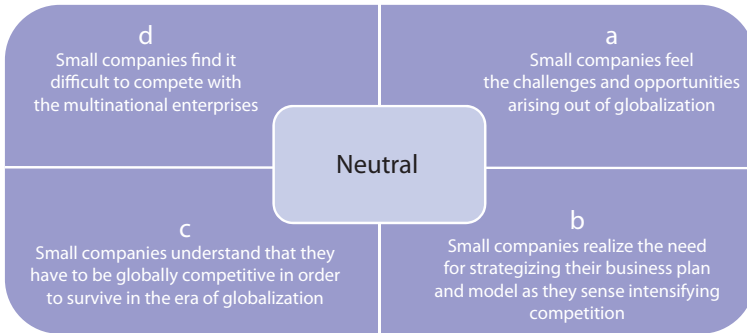 d
Small companies find it
difficult to compete with
the multinational enterprises
a
Small companies feel
the challenges and opportunities
arising out of globalization
Neutral
c
Small companies understand that they
have to be globally competitive in order
to survive in the era of globalization
b
Small companies realize the need
for strategizing their business plan
and model as they sense intensifying
competition